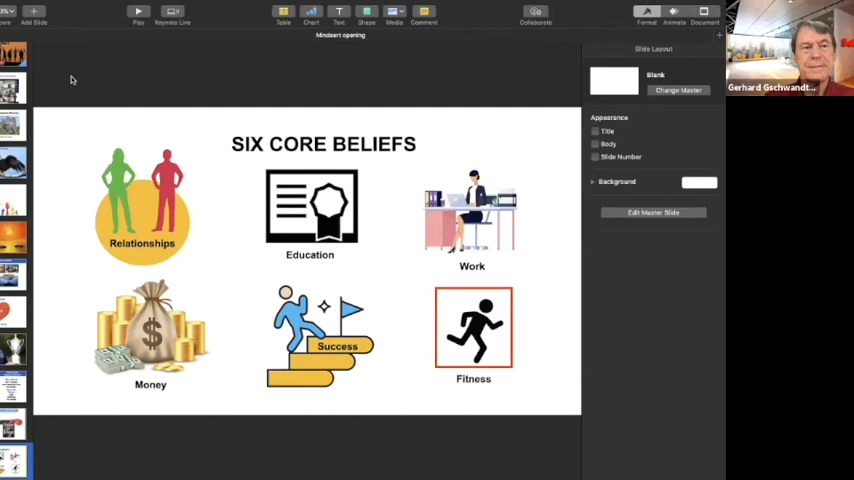 Add Slide
Play
Keynote Live
Table
Chart
Text
Shape
Media
Comment
Collaborate
Format
Animate
Document
Mindsert opening
Gerhard Gschwandt...
Slide Layout
Blank
Change Master
Appearance
Title
Body
Slide Number
Background
Edit Master Slide
SIX CORE BELIEFS
Relationships
Education
Work
Money
Success
Fitness